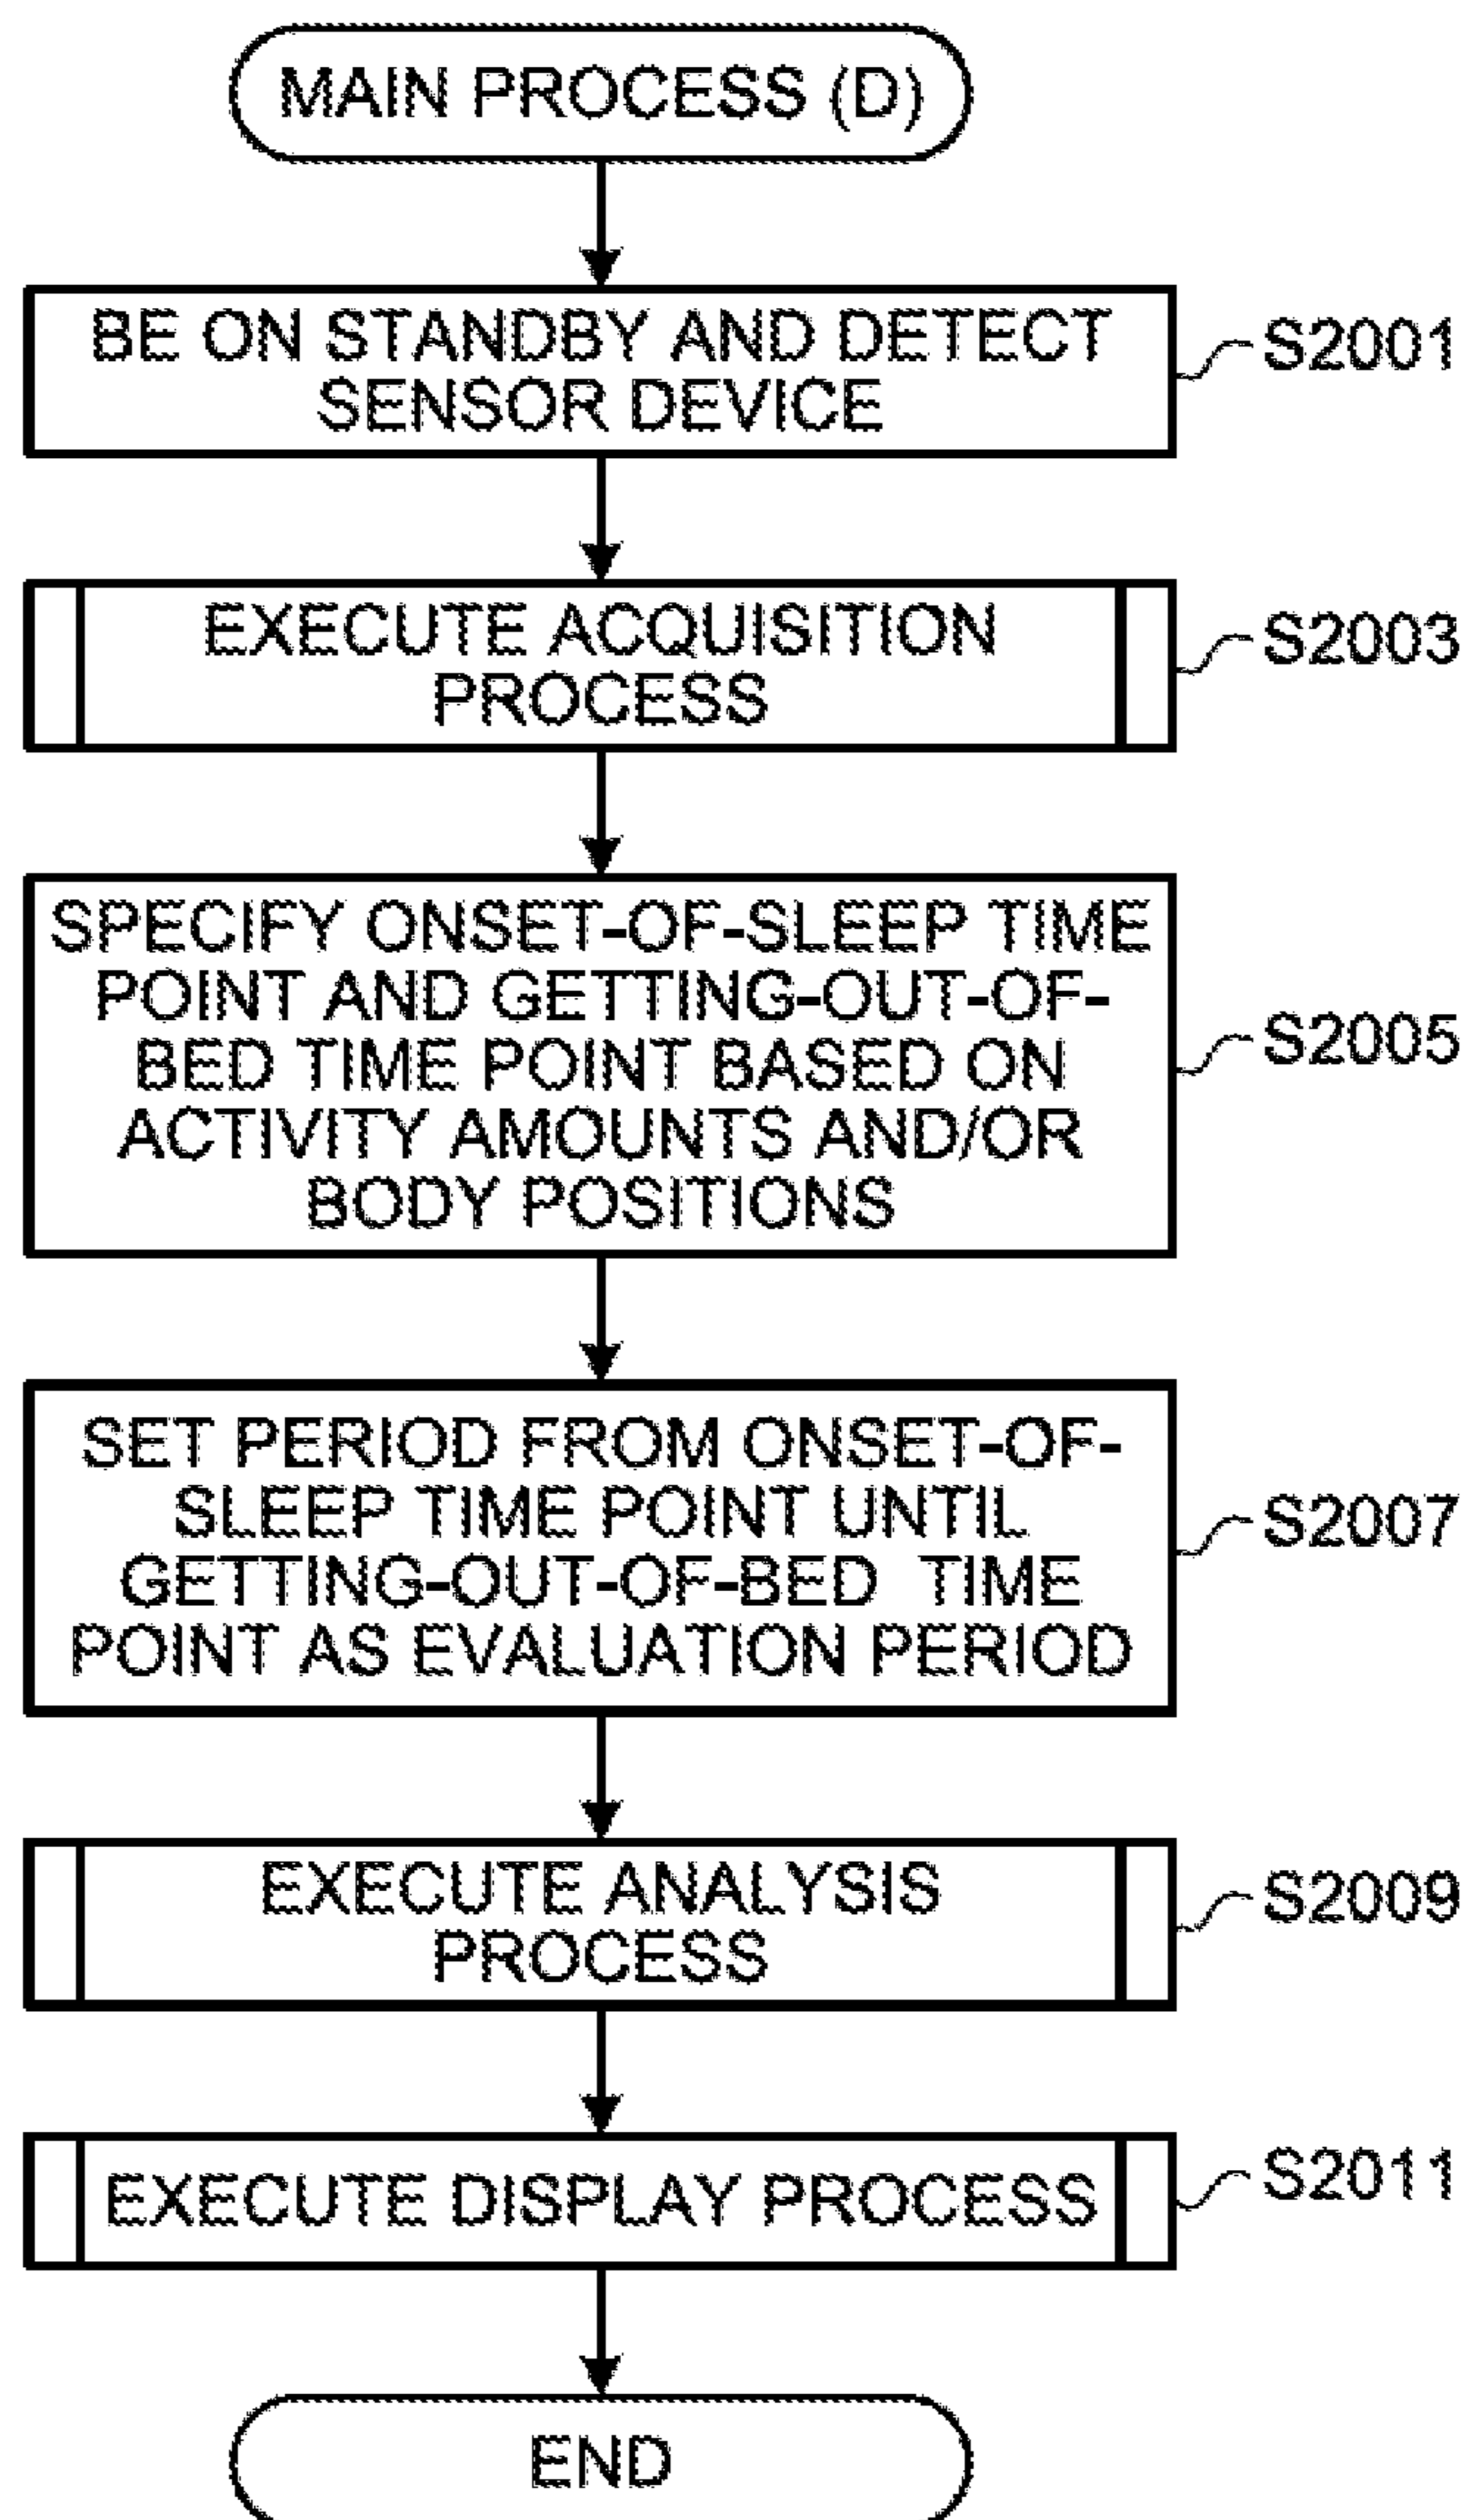 MAIN PROCESS (D)
BE ON STANDBY AND DETECT
SENSOR DEVICE
S2001
EXECUTE ACQUISITION
PROCESS
S2003
SPECIFY ONSET-OF-SLEEP TIME
POINT AND GETTING-OUT-OF-
BED TIME POINT BASED ON
ACTIVITY AMOUNTS AND/OR
BODY POSITIONS
S2005
SET PERIOD FROM ONSET-OF-
SLEEP TIME POINT UNTIL
GETTING-OUT-OF-BED TIME
POINT AS EVALUATION PERIOD
S2007
EXECUTE ANALYSIS
PROCESS
S2009
EXECUTE DISPLAY PROCESS
S2011
END